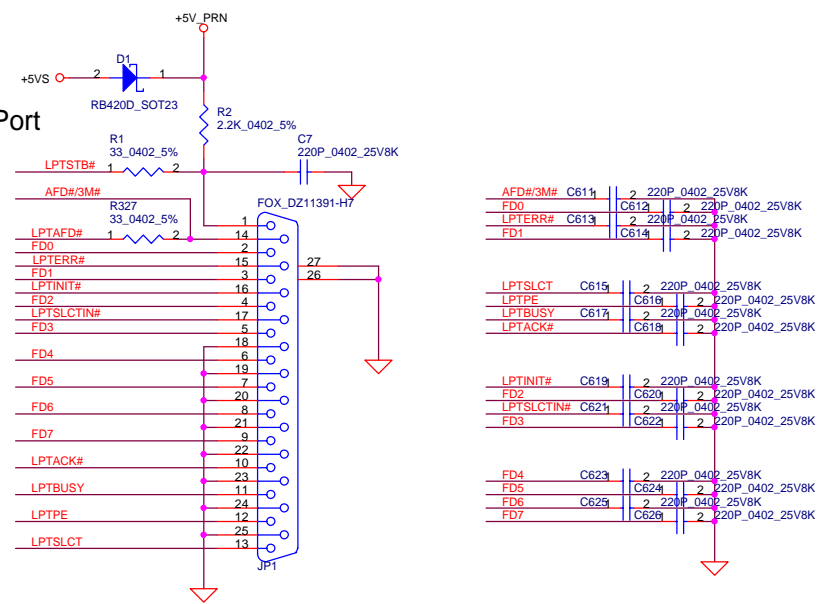 +5V_PRN
+5VS
2
D1
1
RB420D_SOT23
Port
R2
2.2K_0402_5%
R1
33_0402_5%
C7
220P_0402_25V8K
LPTSTB#
1
2
AFD#/3M#
R327
33_0402_5%
FOX_DZ11391-H7
1
LPTAFD#
1
2
14
FD0
2
LPTERR#
15
27
FD1
3
26
LPTINIT#
16
FD2
4
LPTSLCTIN#
17
FD3
5
18
FD4
6
19
FD5
7
20
FD6
8
21
FD7
9
22
LPTACK#
10
23
LPTBUSY
11
24
LPTPE
12
25
LPTSLCT
13
JP1
AFD#/3M# C611 1 2 220P_0402_25V8K
FD0 C612 1 2 220P_0402_25V8K
LPTERR# C613 1 2 220P_0402_25V8K
FD1 C614 1 2 220P_0402_25V8K
LPTSLCT C615 1 2 220P_0402_25V8K
LPTPE C616 1 2 220P_0402_25V8K
LPTBUSY C617 1 2 220P_0402_25V8K
LPTACK# C618 1 2 220P_0402_25V8K
LPTINIT# C619 1 2 220P_0402_25V8K
FD2 C620 1 2 220P_0402_25V8K
LPTSLCTIN# C621 1 2 220P_0402_25V8K
FD3 C622 1 2 220P_0402_25V8K
FD4 C623 1 2 220P_0402_25V8K
FD5 C624 1 2 220P_0402_25V8K
FD6 C625 1 2 220P_0402_25V8K
FD7 C626 1 2 220P_0402_25V8K